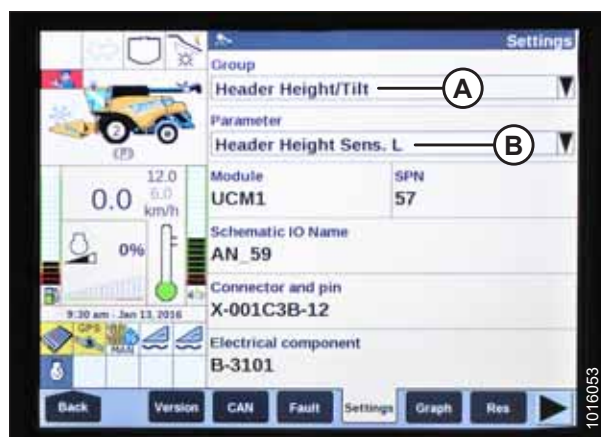 Settings
Group
Header Height/Tilt
A
Parameter
Header Height Sens. L
B
Module
SPN
UCM1
57
Schematic IO Name
AN_59
Connector and pin
X-001C3B-12
Electrical component
B-3101
2
(P)
12.0
6.0
0.0
km/h
0%
9:30 am - Jan 13, 2016
GPS
MAN
Back
Version
CAN
Fault
Settings
Graph
Res
1016053